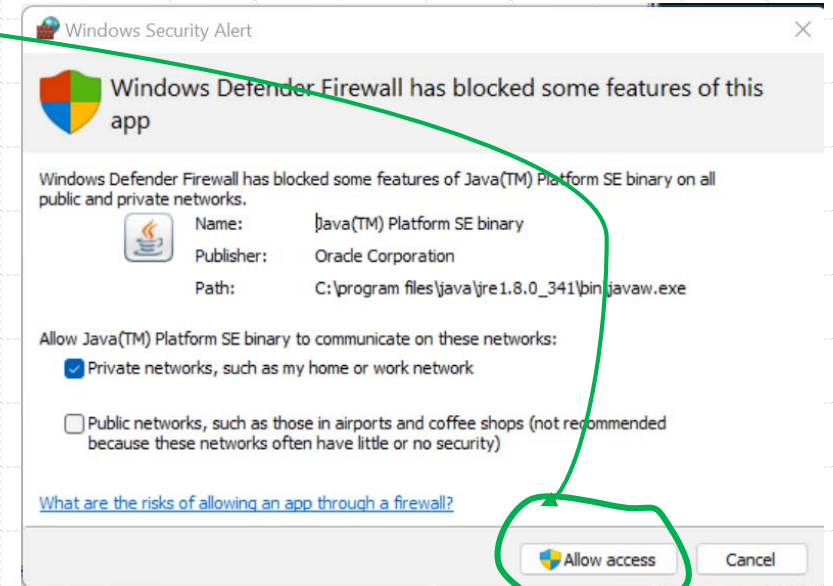 Windows Security Alert
Windows Defender Firewall has blocked some features of this
app
Windows Defender Firewall has blocked some features of Java(TM) Platform SE binary on all
public and private networks.
Name: Java(TM) Platform SE binary
Publisher: Oracle Corporation
Path: C:\program files\java\jre1.8.0_341\bin\javaw.exe
Allow Java(TM) Platform SE binary to communicate on these networks:
Private networks, such as my home or work network
Public networks, such as those in airports and coffee shops (not recommended
because these networks often have little or no security)
What are the risks of allowing an app through a firewall?
Allow access Cancel